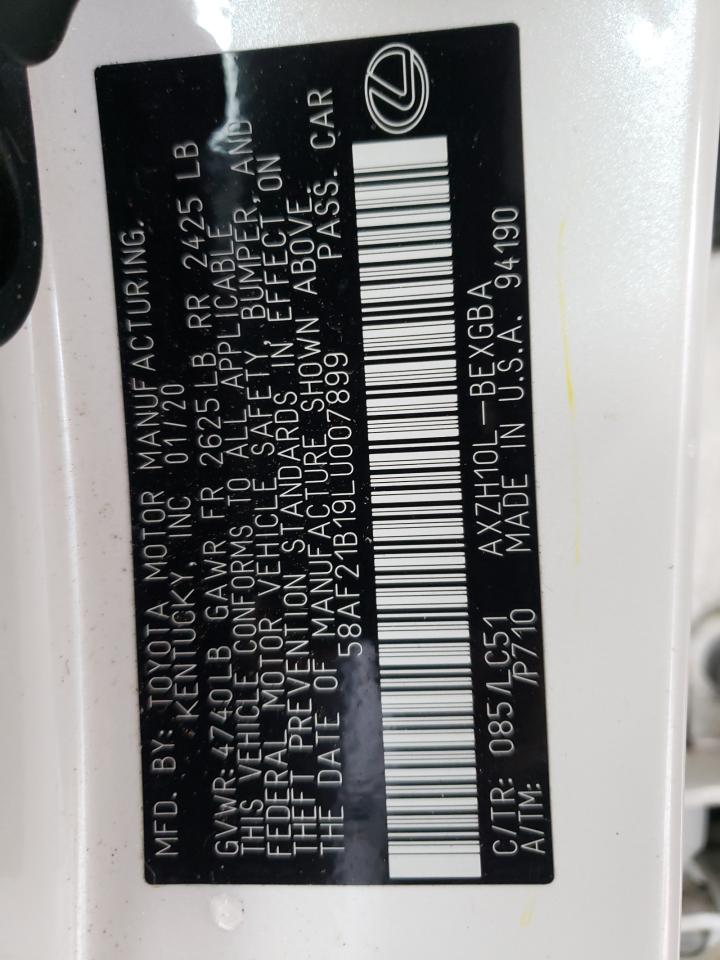 MFD. BY: TOYOTA MOTOR MANUFACTURING,
KENTUCKY, INC 01/20
GVWR: 4740LB GAWR FR 2625LB RR 2425 LB
THIS VEHICLE CONFORMS TO ALL APPLICABLE
FEDERAL MOTOR VEHICLE SAFETY, BUMPER, AND
THEFT PREVENTION STANDARDS IN EFFECT ON
THE DATE OF MANUFACTURE SHOWN ABOVE.
58AF21B19LU007899 PASS. CAR
C/TR: 085/LC51 AXZH10L-BEXGBA
A/TM: /P710 MADE IN U.S.A. 94190